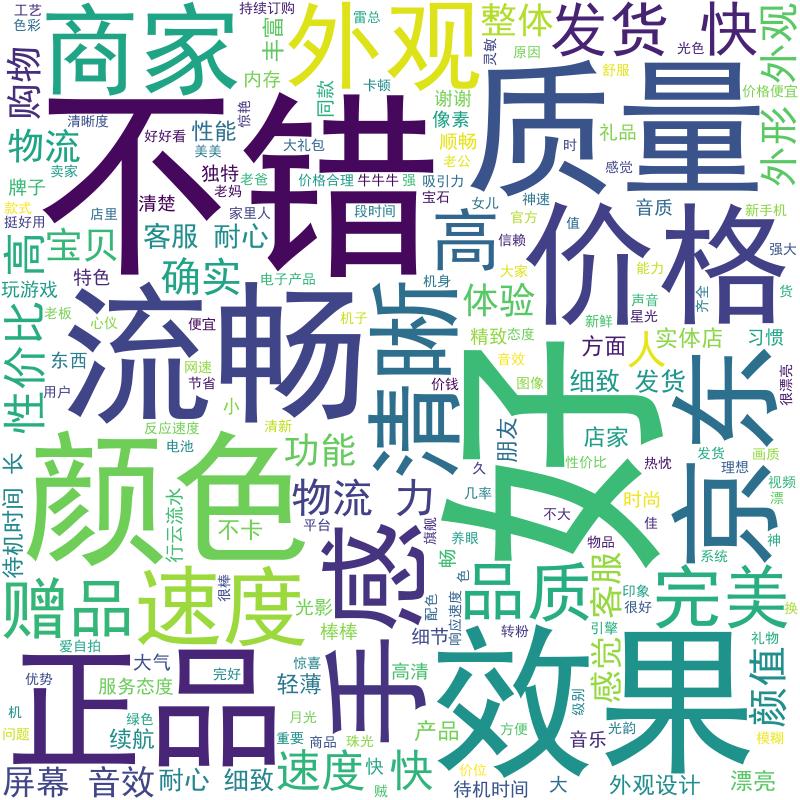 工艺
色彩
持续订购
雷总
商家
外观
整体
发货 快
外观
购物
丰富
内存
同款
卡顿
灵敏
原因
光色
舒服
价格便宜
清晰度
惊艳
谢谢
像素
质量
物流
好好看
性能
大礼包
顺畅
礼品
时
外形
卖家
美美
不错
独特
老爸
价格合理
牛牛牛
强
老公
吸引力
感觉
牌子
清楚
老妈
宝石
款式
店里
家里人
段时间
女儿
神速
音质
新手机
挺好用
官方
值
高
宝贝
客服 耐心
高
信赖
价格
强大
确实
大家
能力
特色
电子产品
机身
玩游戏
体验
声音
星光
齐全
货
性价比
老板
心仪
流畅
便宜
机子
清晰
新鲜
精致
态度
方面
人
实体店
习惯
东西
网速
音效
用户
节省
价钱
好
图像
细致 发货
京东
很漂亮
小
反应速度
清新
朋友
店家
颜色
电池
功能
久
性价比
热忱
发货
画质
理想
长
待机时间
行云流水
不卡
物流 力
几率
时尚
视频
漂
平台
旗舰
不大
佳
养眼
物品
系统
神
手感
畅
很棒
色
赠品
速度
光影
配色
响应速度
品质
客服
印象
很好
完美
换
棒棒
细节
转粉
引擎
爱自拍
正品
大气
惊喜
完好
高清
效果
感觉
礼物
颜值
优势
服务态度
轻薄
级别
机
绿色
月光
光韵
问题
续航
重要
商品
珠光
产品
方便
音乐
模糊
屏幕 音效
耐心 细致
速度 快
快
贼
价位
待机时间 大
外观设计
漂亮